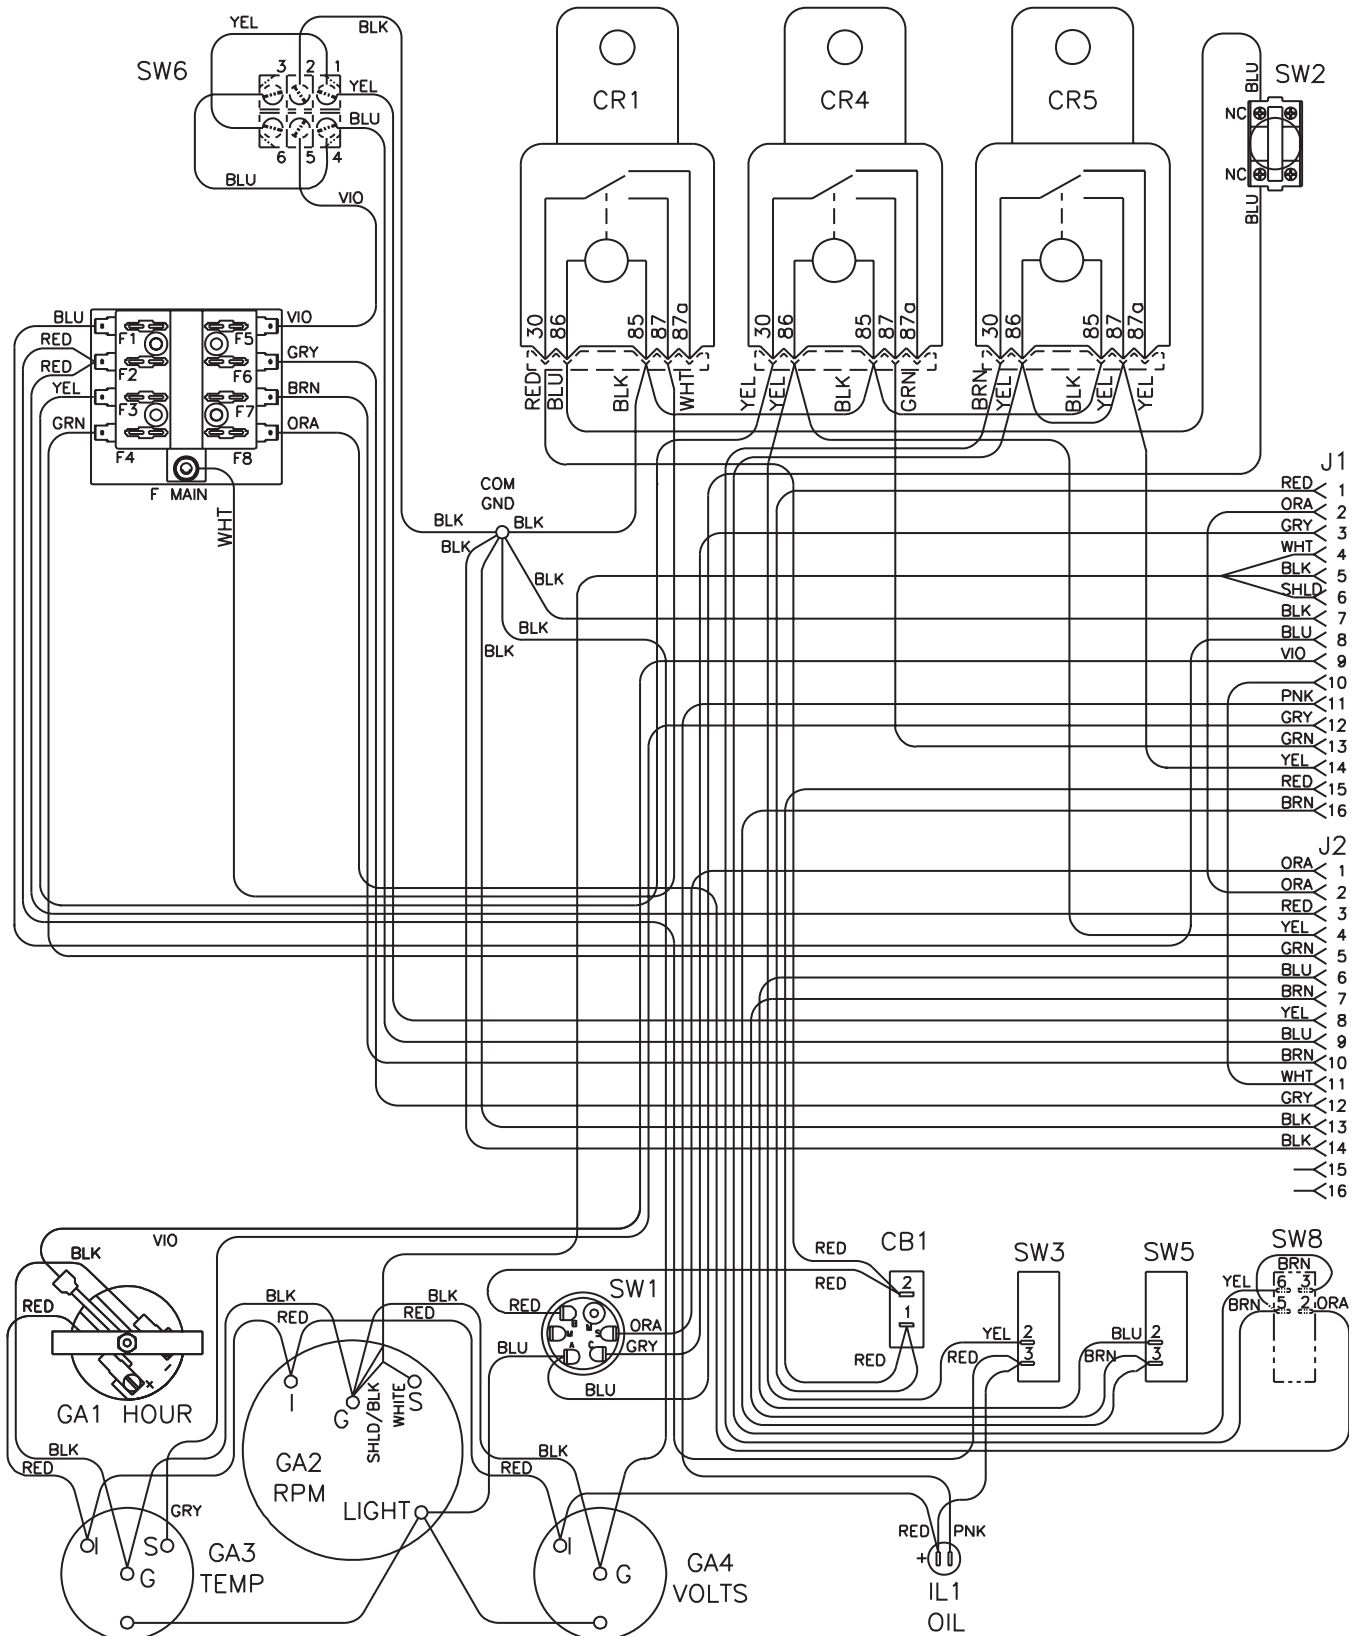 YEL
BLK
SW6
3 2 1
YEL
BLU
6 5 4
BLU
VIO
CR1
CR4
CR5
BLU
SW2
NC
NC
BLU
30
86
85
87
87a
30
86
85
87
87a
30
86
85
87
87a
RED
BLU
BLK
WHT
YEL
YEL
BLK
GRN
BRN
YEL
BLK
YEL
YEL
BLU
RED
RED
YEL
GRN
F1
F2
F3
F4
F5
F6
F7
F8
VIO
GRY
BRN
ORA
F MAIN
WHT
COM
GND
BLK
BLK
BLK
BLK
BLK
BLK
J1
RED 1
ORA 2
GRY 3
WHT 4
BLK 5
SHLD 6
BLK 7
BLU 8
VIO 9
10
PNK 11
GRY 12
GRN 13
YEL 14
RED 15
BRN 16
J2
ORA 1
ORA 2
RED 3
YEL 4
GRN 5
BLU 6
BRN 7
YEL 8
BLU 9
BRN 10
WHT 11
GRY 12
BLK 13
BLK 14
15
16
VIO
BLK
RED
- +
GA1 HOUR
BLK
RED
GRY
I S
G
GA3
TEMP
BLK
RED
BLK
RED
I
G
S
SHLD/BLK
WHITE
GA2
RPM
LIGHT
SW1
RED
B
M
M
S
A
C
ORA
GRY
BLU
BLU
BLK
RED
I
G
GA4
VOLTS
RED
RED
CB1
2
1
RED
SW3
YEL 2
RED 3
SW5
BLU 2
BRN 3
SW8
BRN
YEL 6 3
BRN 5 2 ORA
RED PNK
+
IL1
OIL